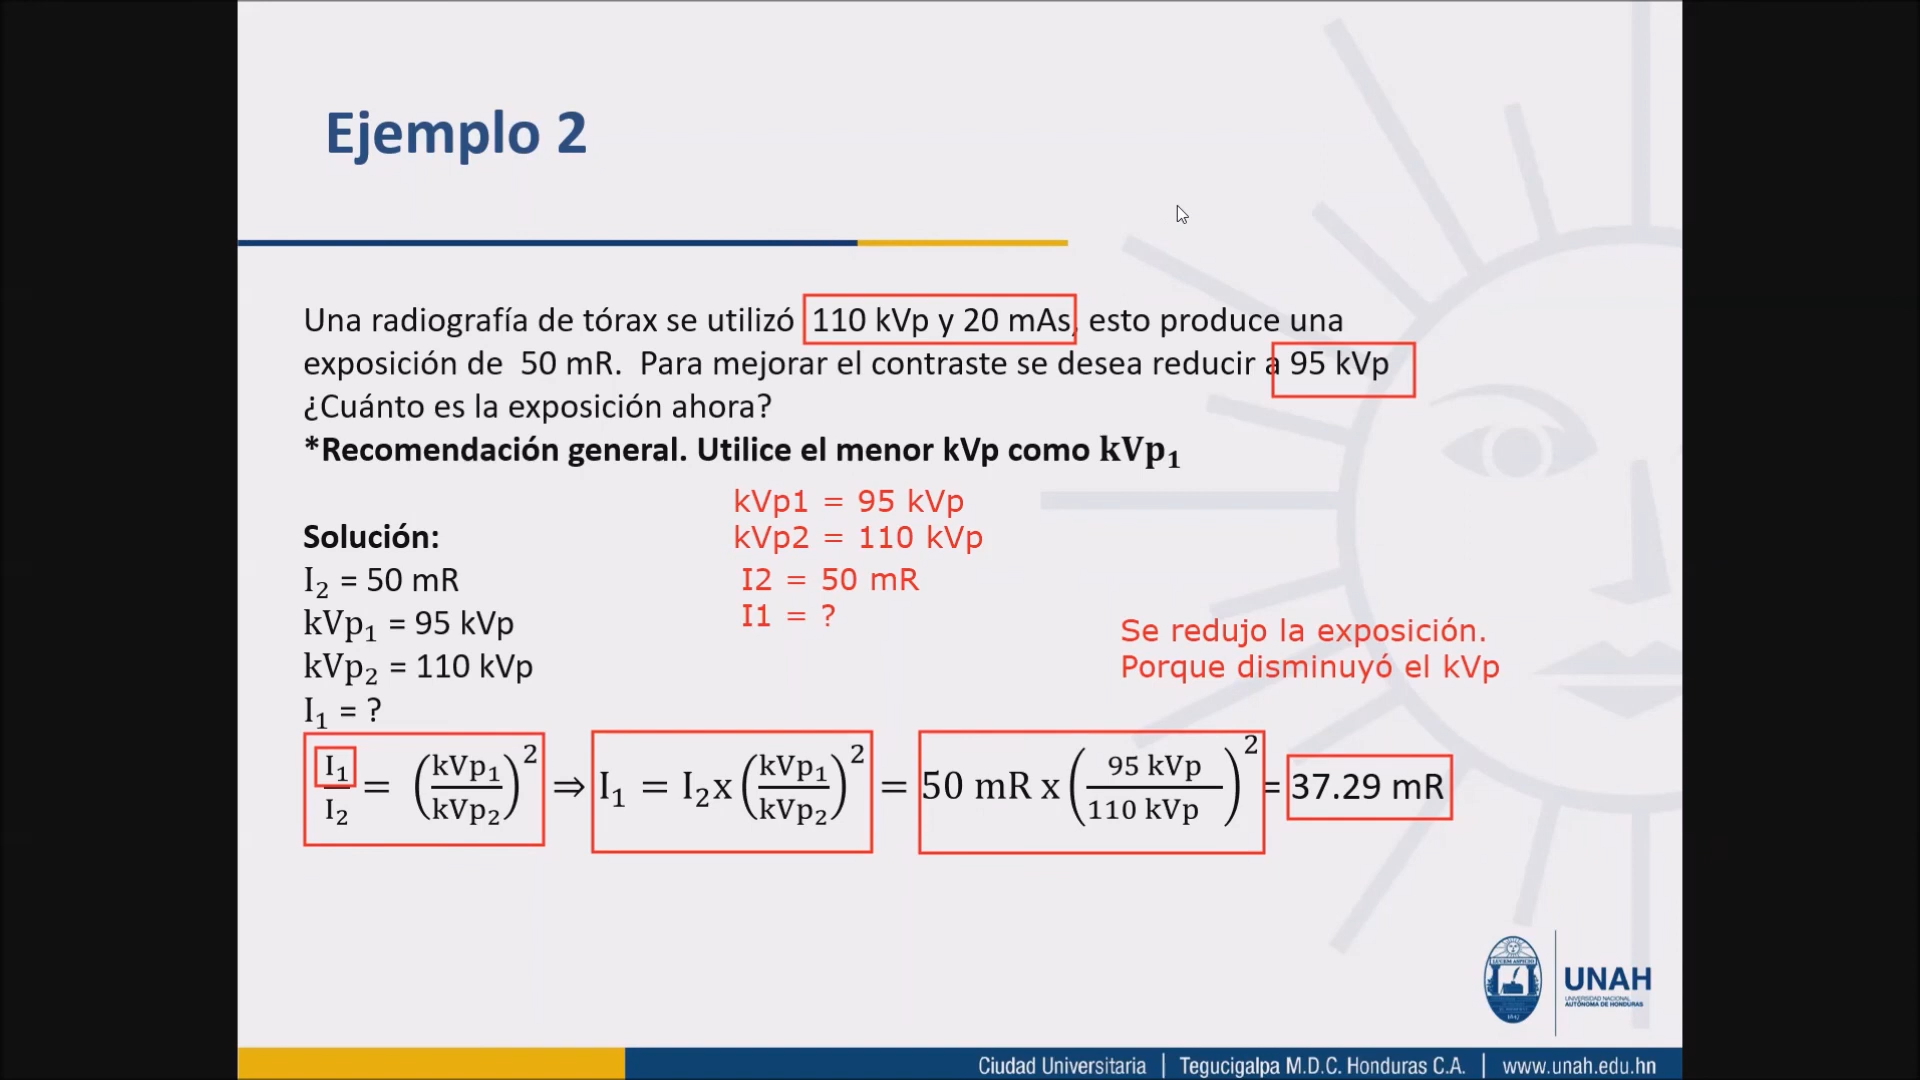 Ejemplo 2
Una radiografía de tórax se utilizó 110 kVp y 20 mAs, esto produce una
exposición de 50 mR. Para mejorar el contraste se desea reducir a 95 kVp
¿Cuánto es la exposición ahora?
*Recomendación general. Utilice el menor kVp como kVp₁
kVp1 = 95 kVp
kVp2 = 110 kVp
I2 = 50 mR
I1 = ?
Solución:
I₂ = 50 mR
kVp₁ = 95 kVp
kVp₂ = 110 kVp
I₁ = ?
Se redujo la exposición.
Porque disminuyó el kVp
I₁/I₂ = (kVp₁/kVp₂)² ⇒ I₁ = I₂x(kVp₁/kVp₂)² = 50 mR x(95 kVp/110 kVp)² = 37.29 mR
UNAH
UNIVERSIDAD NACIONAL
AUTÓNOMA DE HONDURAS
Ciudad Universitaria | Tegucigalpa M.D.C. Honduras C.A. | www.unah.edu.hn